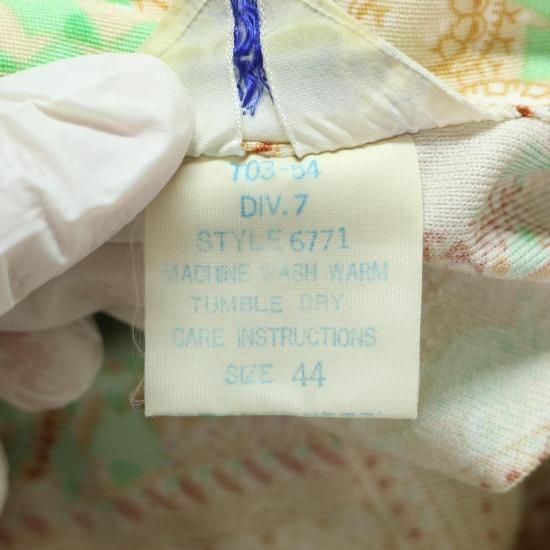 703-54
DIV.7
STYLE 6771
MACHINE WASH WARM
TUMBLE DRY
CARE INSTRUCTIONS
SIZE 44